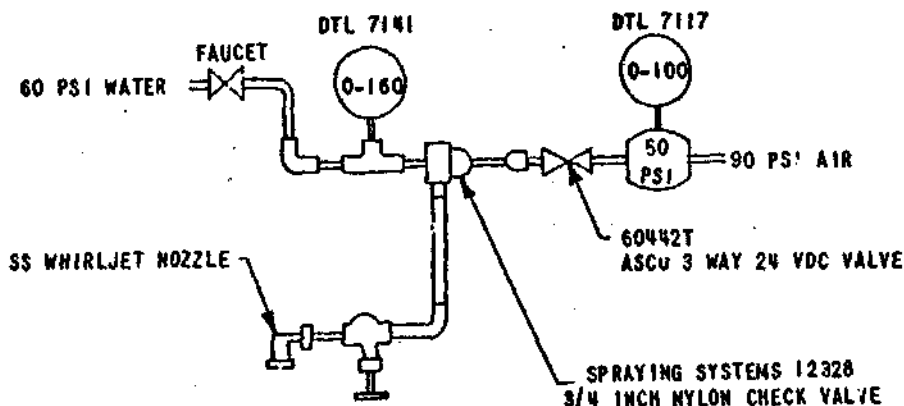 DTL 7141
DTL 7117
FAUCET
60 PSI WATER
0-160
0-100
50
PSI
90 PSI AIR
60442T
ASCO 3 WAY 24 VDC VALVE
SS WHIRLJET NOZZLE
SPRAYING SYSTEMS 12328
3/4 INCH NYLON CHECK VALVE